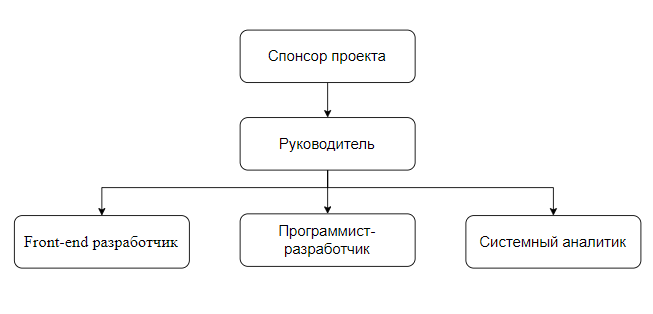 Спонсор проекта
Руководитель
Front-end разработчик
Программист-
разработчик
Системный аналитик